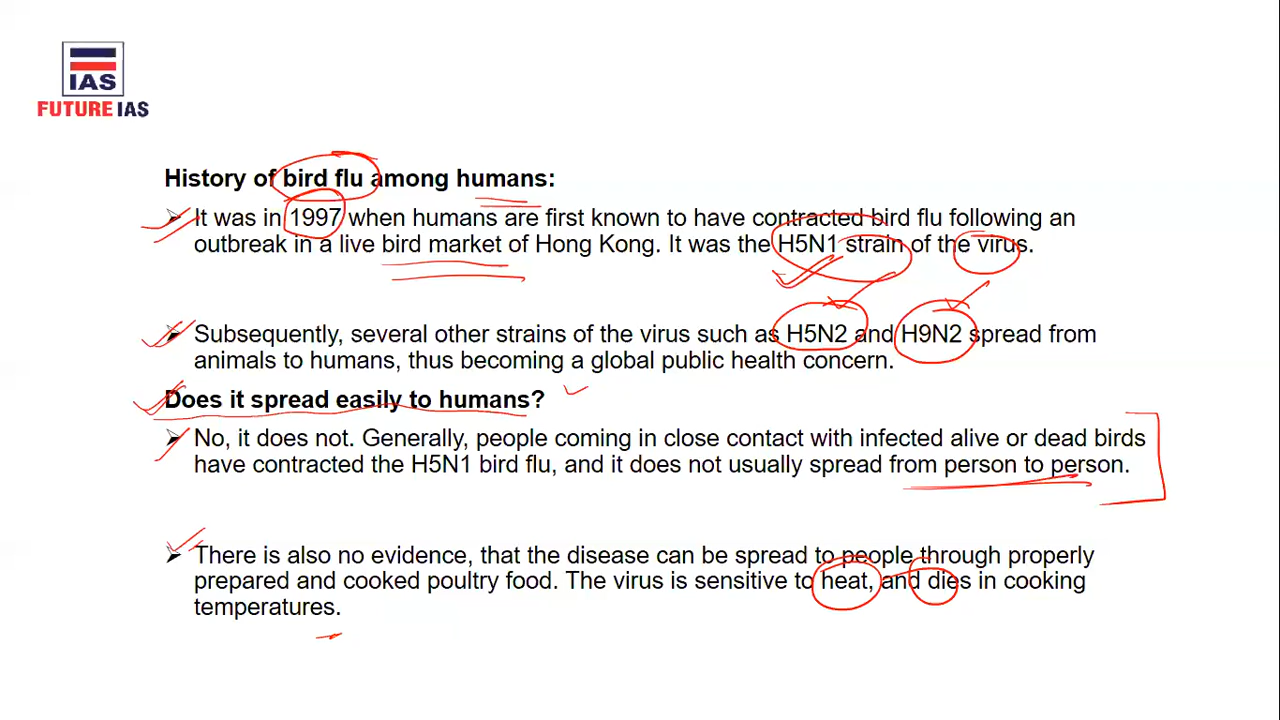 IAS
FUTURE IAS
History of bird flu among humans:
It was in 1997 when humans are first known to have contracted bird flu following an
outbreak in a live bird market of Hong Kong. It was the H5N1 strain of the virus.
Subsequently, several other strains of the virus such as H5N2 and H9N2 spread from
animals to humans, thus becoming a global public health concern.
Does it spread easily to humans?
No, it does not. Generally, people coming in close contact with infected alive or dead birds
have contracted the H5N1 bird flu, and it does not usually spread from person to person.
There is also no evidence, that the disease can be spread to people through properly
prepared and cooked poultry food. The virus is sensitive to heat, and dies in cooking
temperatures.